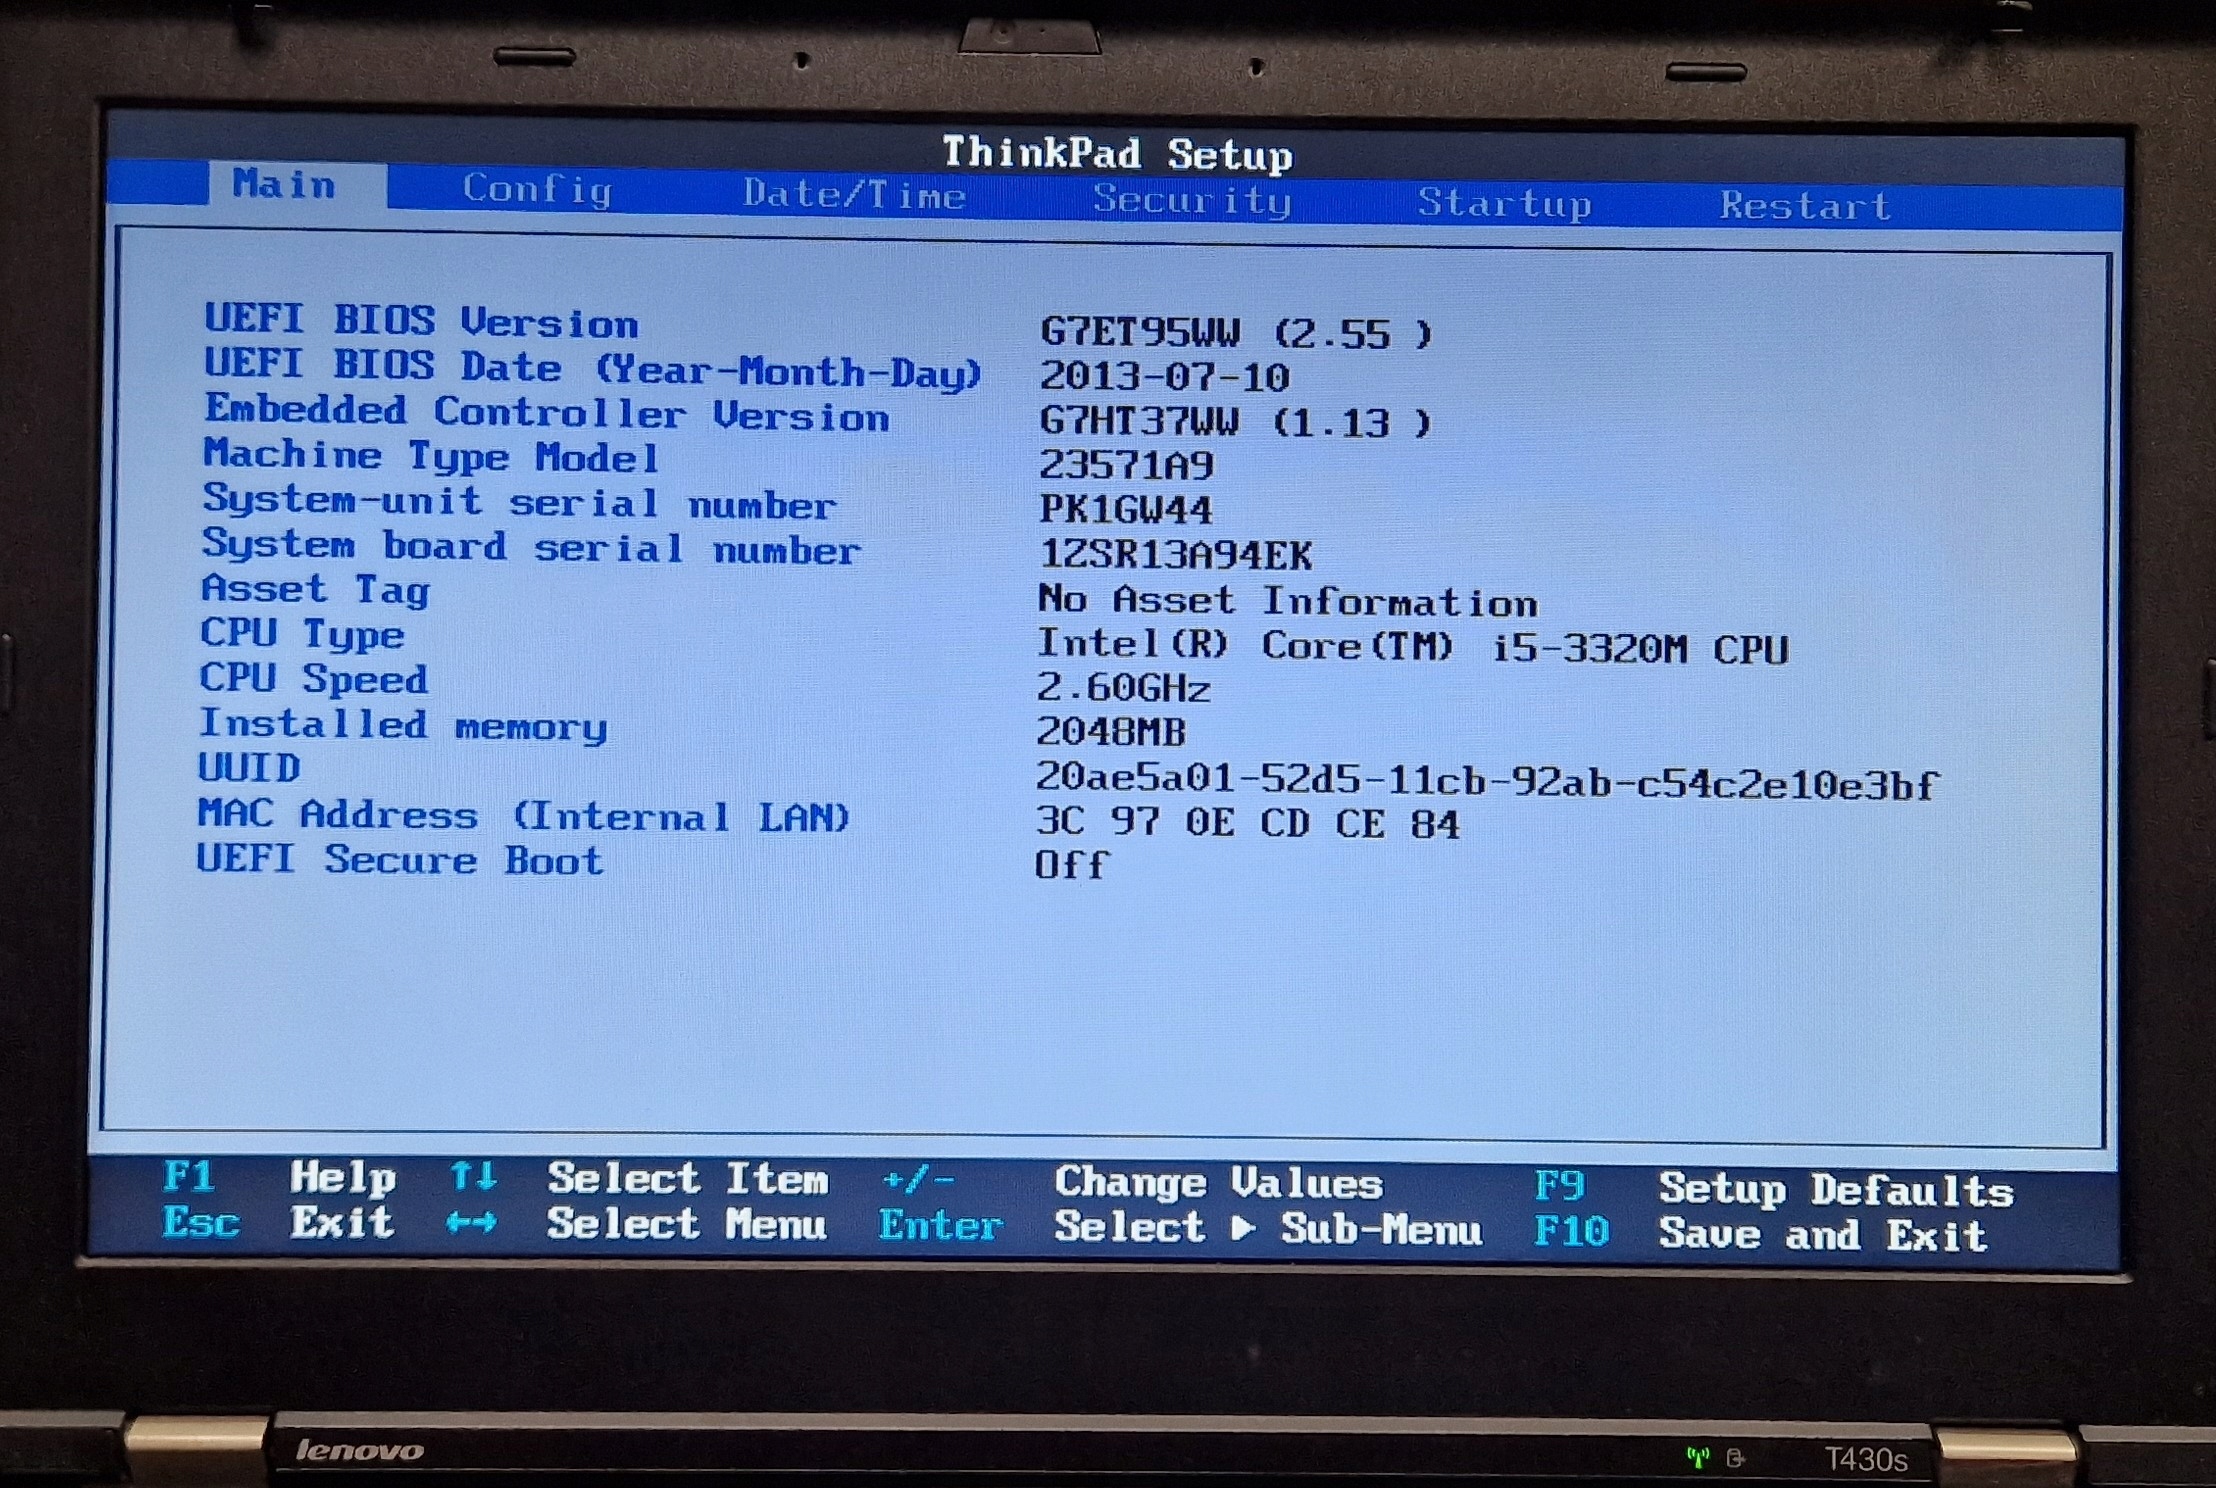 ThinkPad Setup
Main Config Date/Time Security Startup Restart
UEFI BIOS Version G7ET95WW (2.55 )
UEFI BIOS Date (Year-Month-Day) 2013-07-10
Embedded Controller Version G7HT37WW (1.13 )
Machine Type Model 23571A9
System-unit serial number PK1GW44
System board serial number 1ZSR13A94EK
Asset Tag No Asset Information
CPU Type Intel(R) Core(TM) i5-3320M CPU
CPU Speed 2.60GHz
Installed memory 2048MB
UUID 20ae5a01-52d5-11cb-92ab-c54c2e10e3bf
MAC Address (Internal LAN) 3C 97 0E CD CE 84
UEFI Secure Boot Off
F1 Help ↑↓ Select Item +/- Change Values F9 Setup Defaults
Esc Exit ←→ Select Menu Enter Select ▶ Sub-Menu F10 Save and Exit
lenovo T430s